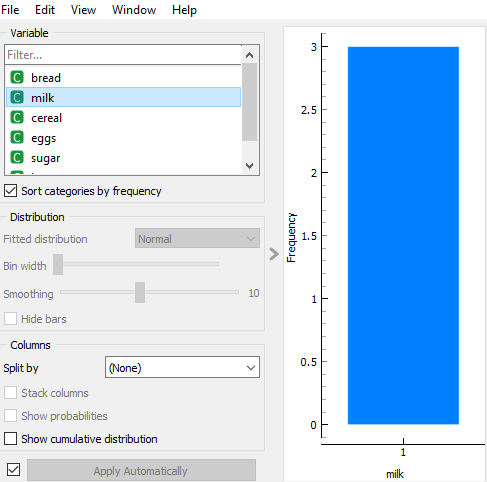 File Edit View Window Help
Variable
Filter...
C bread
C milk
C cereal
C eggs
C sugar
Sort categories by frequency
Distribution
Fitted distribution Normal
Bin width
Smoothing 10
Hide bars
Columns
Split by (None)
Stack columns
Show probabilities
Show cumulative distribution
Apply Automatically
3
2.5
2
1.5
1
0.5
0
Frequency
1
milk